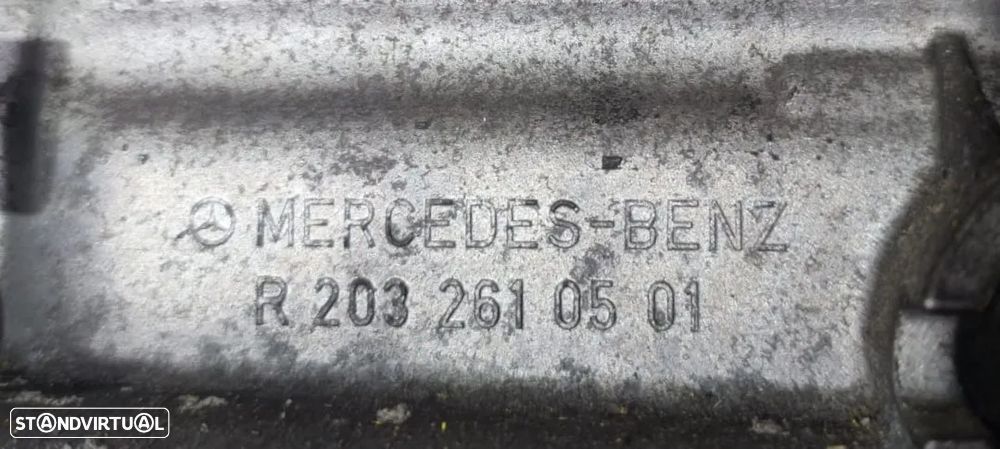 MERCEDES-BENZ
R 203 261 05 01
STANDVIRTUAL